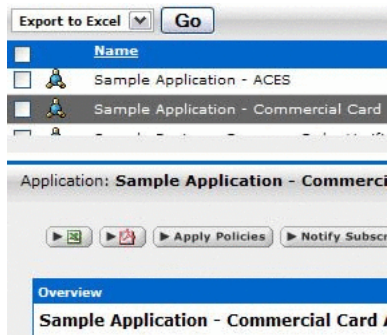 Export to Excel Go
Name
Sample Application - ACES
Sample Application - Commercial Card
Application: Sample Application - Commerci
Apply Policies Notify Subscr
Overview
Sample Application - Commercial Card